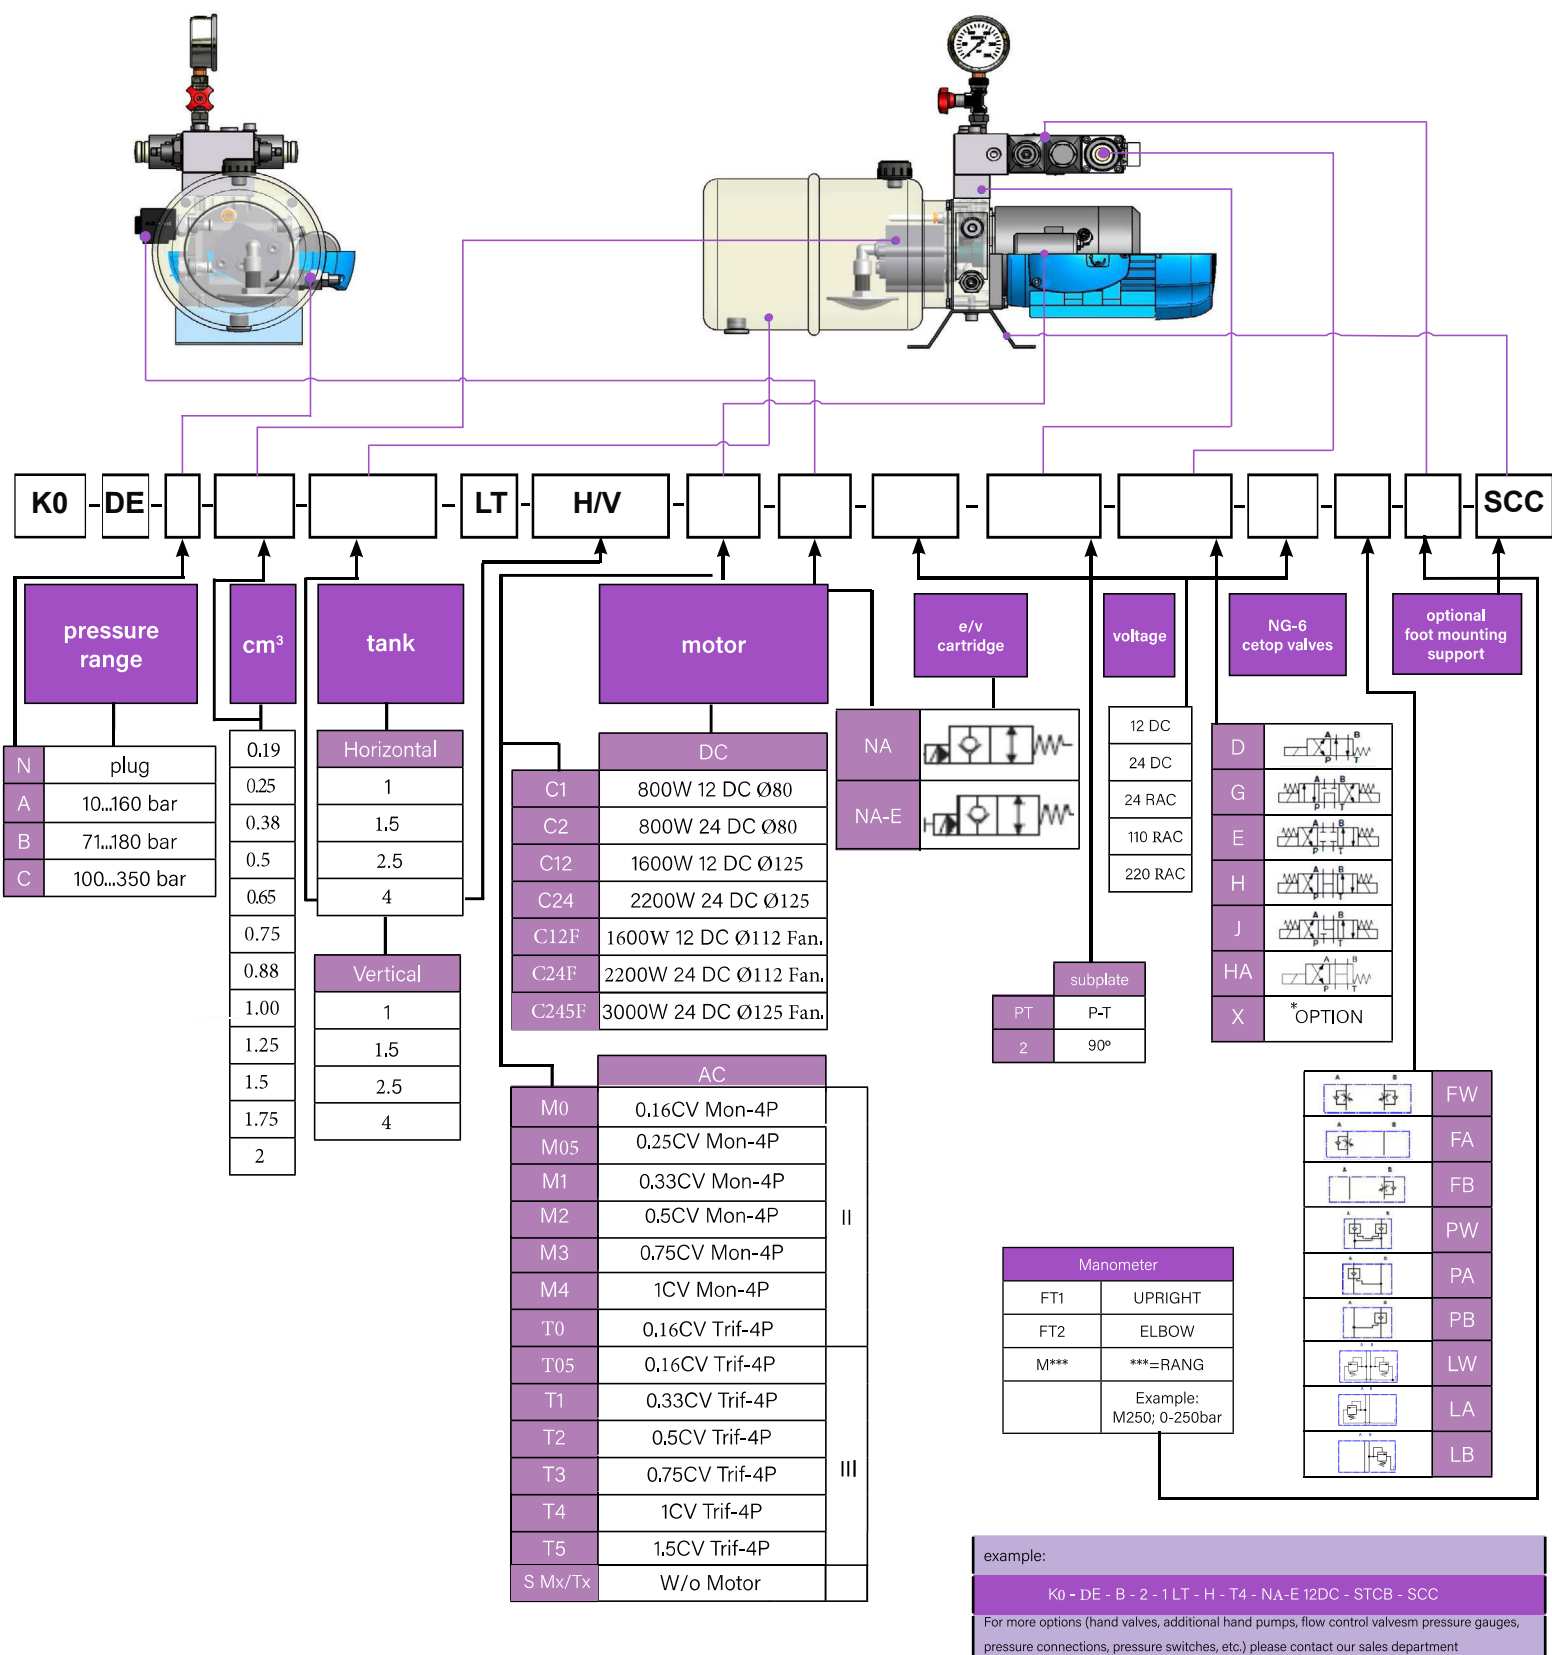 K0 - DE - - - - LT - H/V - - - - - - - - - SCC
pressure
range
cm³
tank
motor
e/v
cartridge
voltage
NG-6
cetop valves
optional
foot mounting
support
N plug
A 10...160 bar
B 71...180 bar
C 100...350 bar
0.19
0.25
0.38
0.5
0.65
0.75
0.88
1.00
1.25
1.5
1.75
2
Horizontal
1
1.5
2.5
4
Vertical
1
1.5
2.5
4
DC
C1 800W 12 DC Ø80
C2 800W 24 DC Ø80
C12 1600W 12 DC Ø125
C24 2200W 24 DC Ø125
C12F 1600W 12 DC Ø112 Fan.
C24F 2200W 24 DC Ø112 Fan.
C245F 3000W 24 DC Ø125 Fan.
AC
M0 0.16CV Mon-4P
M05 0.25CV Mon-4P
M1 0.33CV Mon-4P
M2 0.5CV Mon-4P
M3 0.75CV Mon-4P
M4 1CV Mon-4P
T0 0.16CV Trif-4P
II
T05 0.16CV Trif-4P
T1 0.33CV Trif-4P
T2 0.5CV Trif-4P
T3 0.75CV Trif-4P
T4 1CV Trif-4P
T5 1.5CV Trif-4P
III
S Mx/Tx W/o Motor
NA
NA-E
12 DC
24 DC
24 RAC
110 RAC
220 RAC
subplate
PT P-T
2 90º
D A B P T
G A B P T
E A B P T
H A B P T
J A B P T
HA A B P T
X *OPTION
A B FW
A B FA
A B FB
A B PW
A B PA
A B PB
A B LW
A B LA
A B LB
Manometer
FT1 UPRIGHT
FT2 ELBOW
M*** ***=RANG
Example:
M250; 0-250bar
example:
K0 - DE - B - 2 - 1 LT - H - T4 - NA-E 12DC - STCB - SCC
For more options (hand valves, additional hand pumps, flow control valvesm pressure gauges,
pressure connections, pressure switches, etc.) please contact our sales department